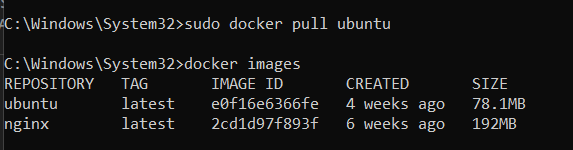 C:\Windows\System32>sudo docker pull ubuntu
C:\Windows\System32>docker images
REPOSITORY TAG IMAGE ID CREATED SIZE
ubuntu latest e0f16e6366fe 4 weeks ago 78.1MB
nginx latest 2cd1d97f893f 6 weeks ago 192MB